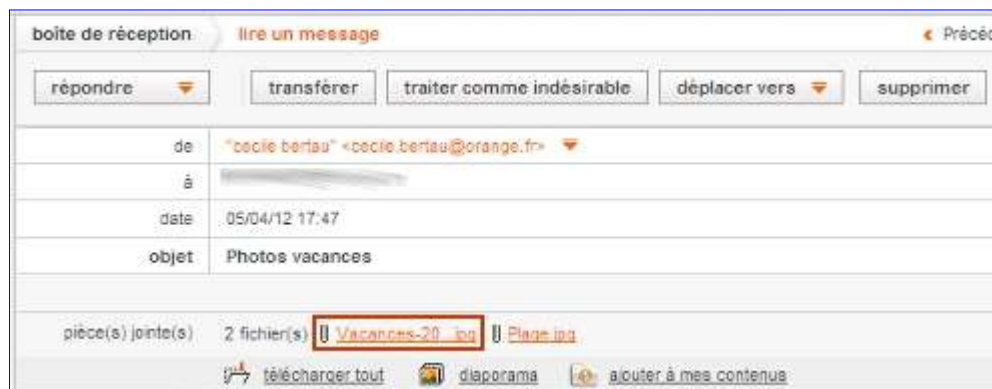 boîte de réception lire un message Précéd
répondre transférer traiter comme indésirable déplacer vers supprimer
de "cecile bertau" <cecile.bertau@orange.fr>
à
date 05/04/12 17:47
objet Photos vacances
pièce(s) jointe(s) 2 fichier(s) Vacances-20...jpg Plage.jpg
télécharger tout diaporama ajouter à mes contenus